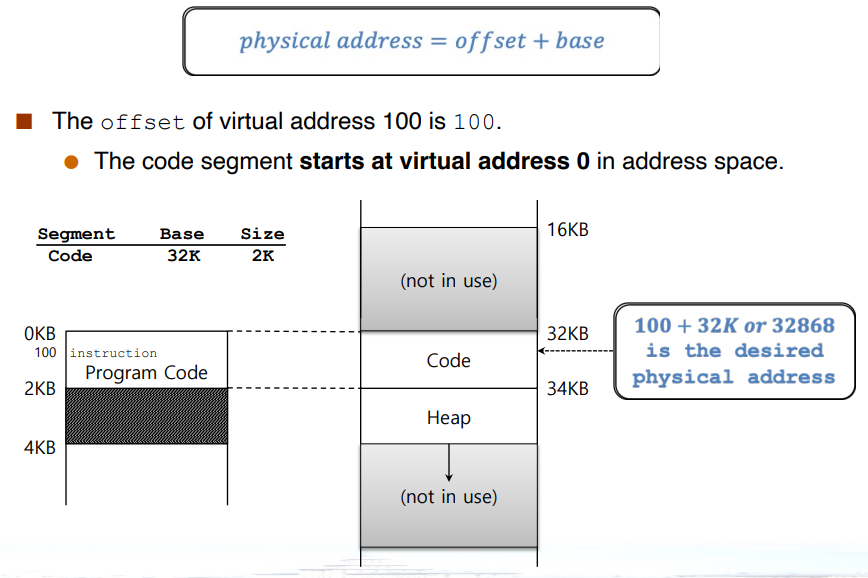 physical address = offset + base
The offset of virtual address 100 is 100.
The code segment starts at virtual address 0 in address space.
Segment Base Size
Code 32K 2K
16KB
(not in use)
0KB
100 instruction
Program Code
2KB
4KB
32KB
Code
34KB
Heap
(not in use)
100 + 32K or 32868
is the desired
physical address